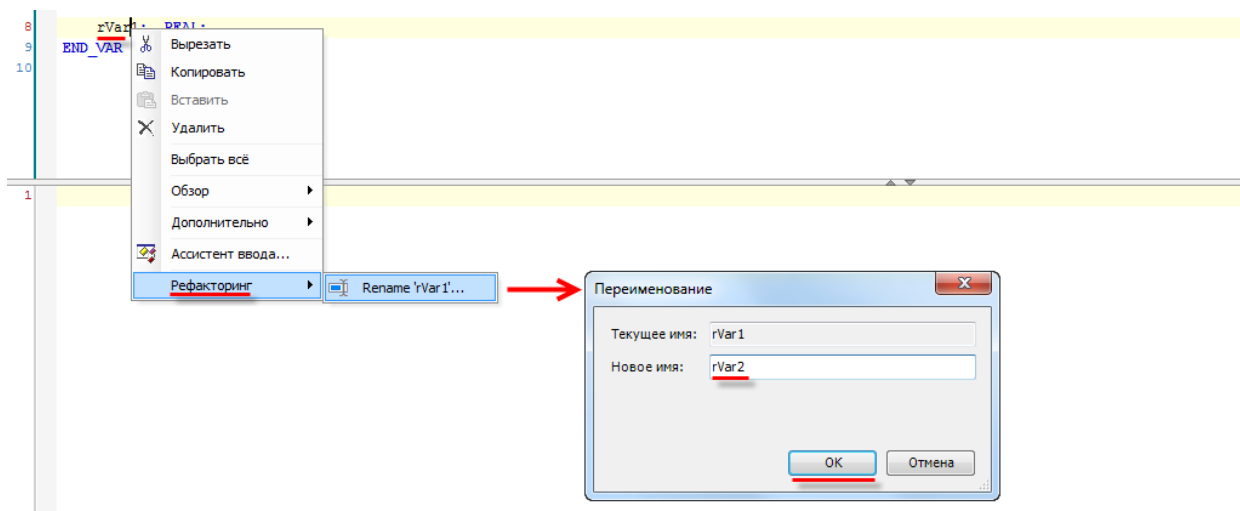 8 rVar1: REAL;
9 END_VAR
10
Вырезать
Копировать
Вставить
Удалить
Выбрать всё
Обзор
Дополнительно
Ассистент ввода...
Рефакторинг
Rename 'rVar1'...
1
Переименование
Текущее имя: rVar1
Новое имя: rVar2
OK Отмена